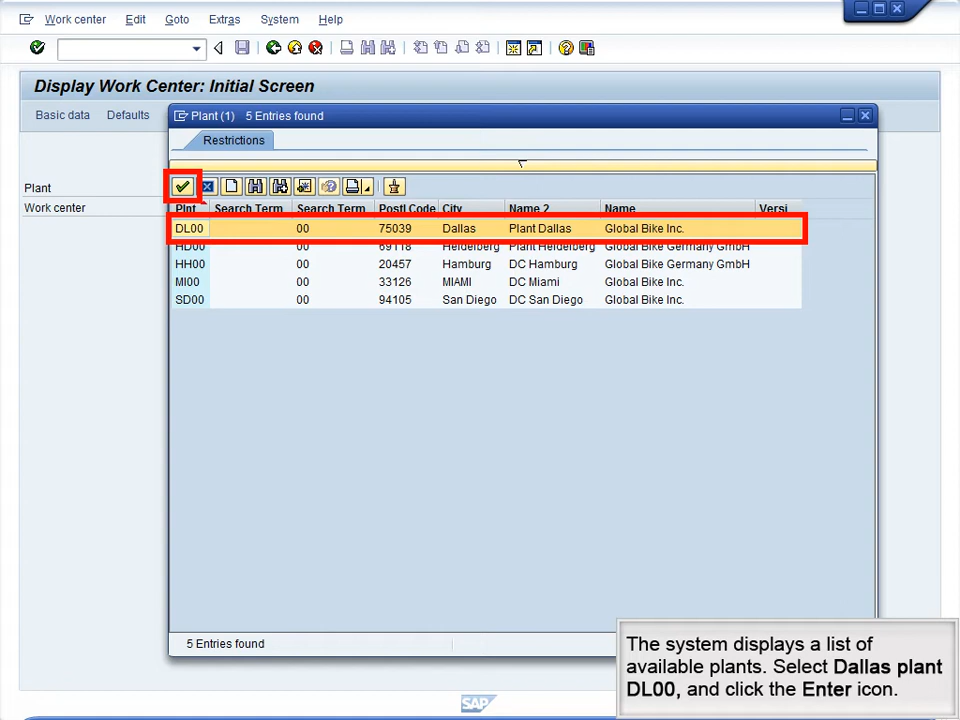 Work center Edit Goto Extras System Help
Display Work Center: Initial Screen
Basic data Defaults
Plant (1) 5 Entries found
Restrictions
Plant
Work center
Plnt Search Term Search Term Postl Code City Name 2 Name Versi
DL00 00 75039 Dallas Plant Dallas Global Bike Inc.
HD00 00 69118 Heidelberg Plant Heidelberg Global Bike Germany GmbH
HH00 00 20457 Hamburg DC Hamburg Global Bike Germany GmbH
MI00 00 33126 MIAMI DC Miami Global Bike Inc.
SD00 00 94105 San Diego DC San Diego Global Bike Inc.
5 Entries found
The system displays a list of
available plants. Select Dallas plant
DL00, and click the Enter icon.
SAP